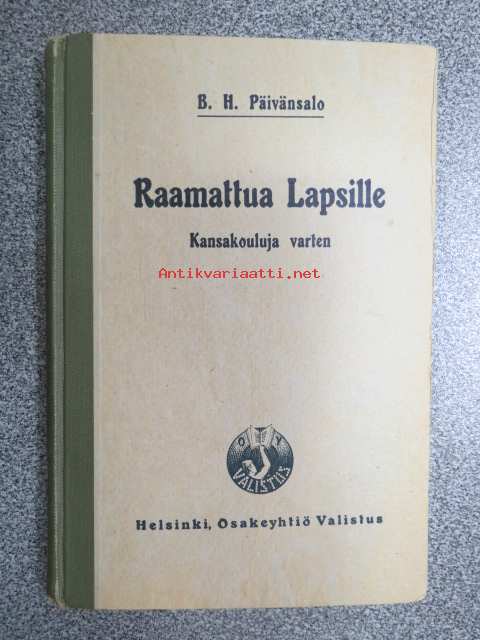 B. H. Päivänsalo
Raamattua Lapsille
Kansakouluja varten
Antikvariaatti.net
VALISTUS
Helsinki, Osakeyhtiö Valistus